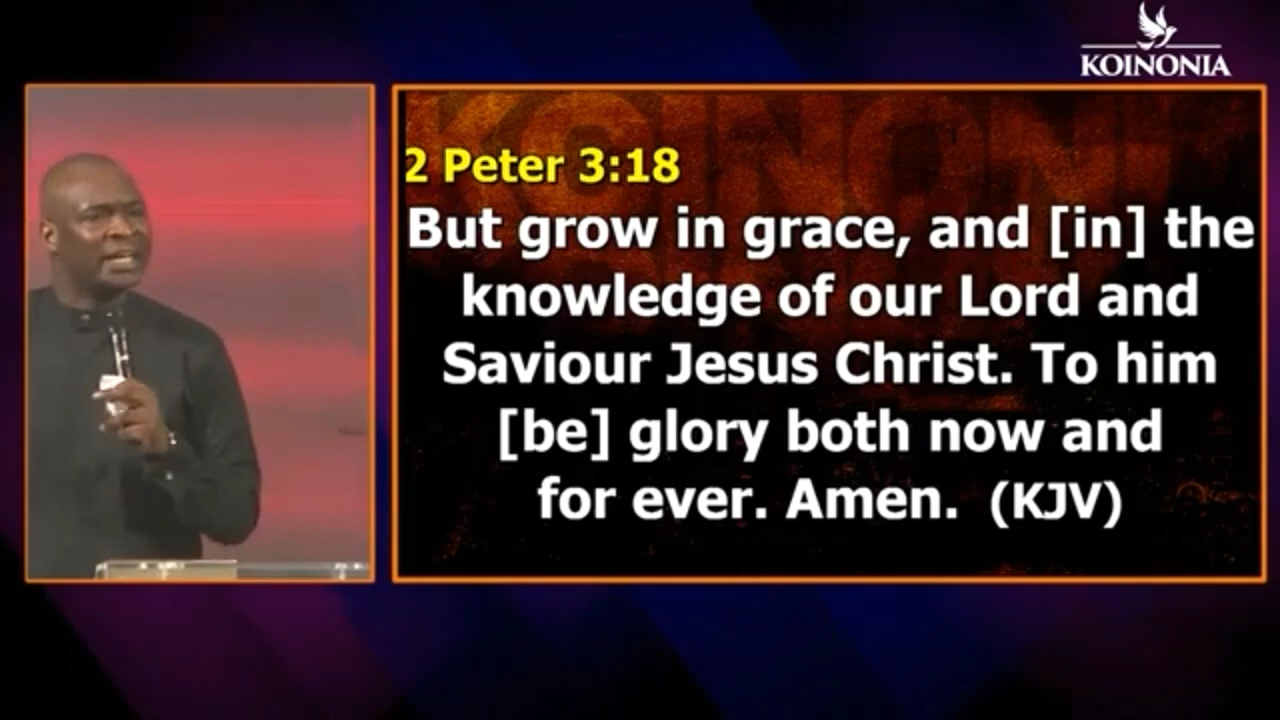 KOINONIA
2 Peter 3:18
But grow in grace, and [in] the
knowledge of our Lord and
Saviour Jesus Christ. To him
[be] glory both now and
for ever. Amen. (KJV)